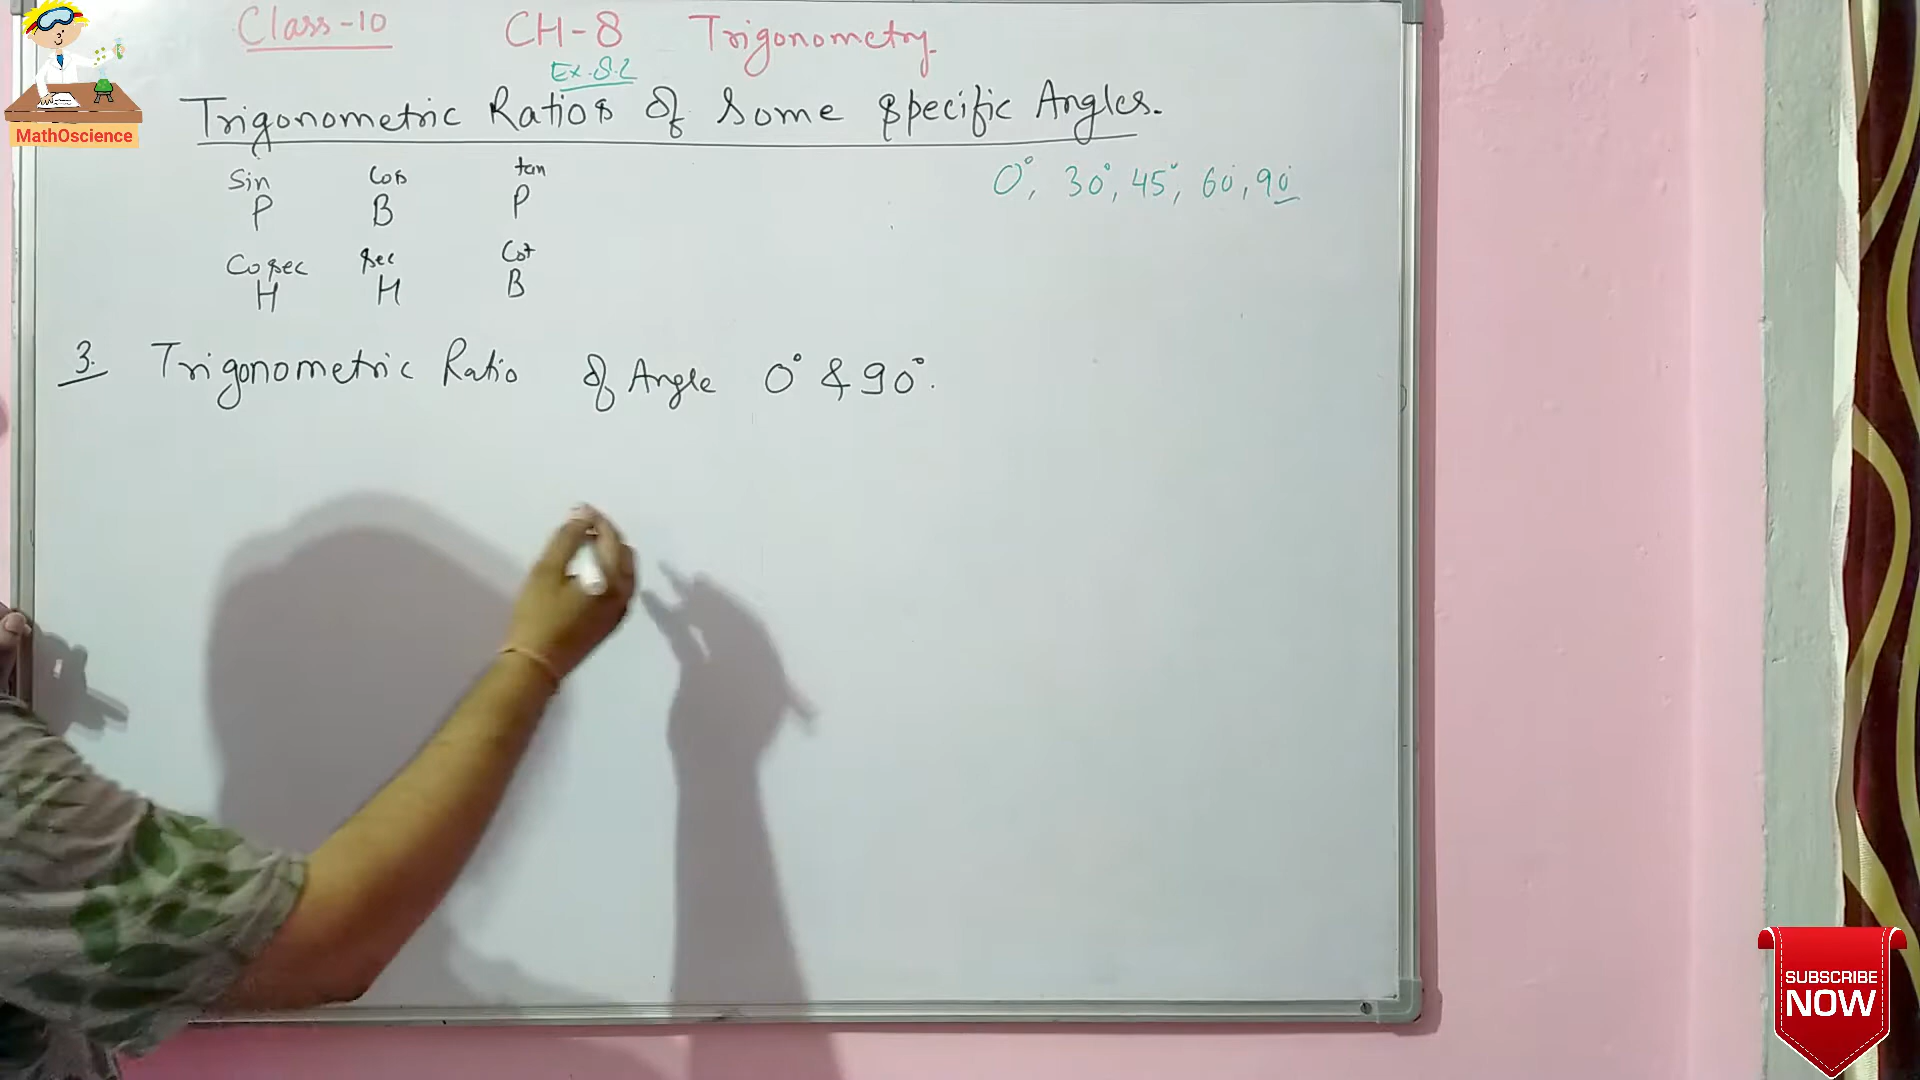 Class-10 CH-8 Trigonometry.
Ex. 8.2
Trigonometric Ratios of Some Specific Angles.
MathOscience
0°, 30°, 45°, 60°, 90°
Sin Cos tan
P B P
Cosec Sec Cot
H H B
3. Trigonometric Ratio of Angle 0° & 90°.
SUBSCRIBE
NOW